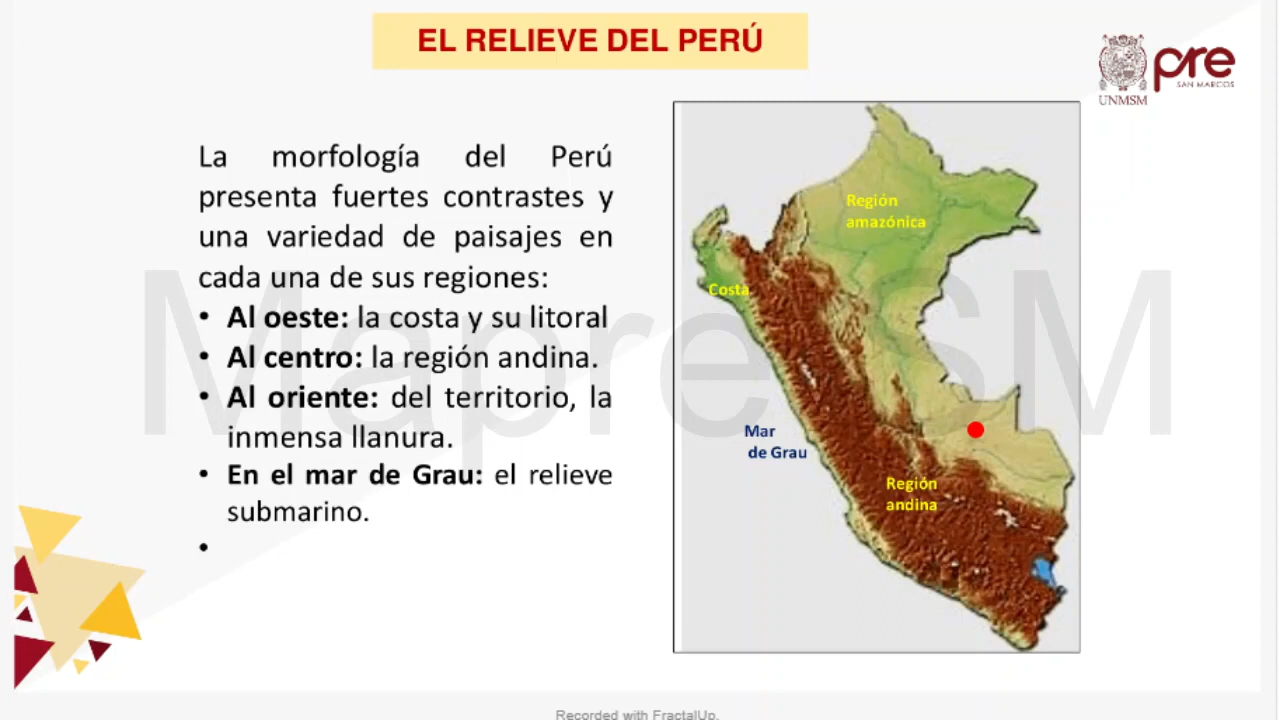 EL RELIEVE DEL PERÚ
UNMSM
pre
SAN MARCOS
La morfología del Perú
presenta fuertes contrastes y
una variedad de paisajes en
cada una de sus regiones:
• Al oeste: la costa y su litoral
• Al centro: la región andina.
• Al oriente: del territorio, la
inmensa llanura.
• En el mar de Grau: el relieve
submarino.
•
Región
amazónica
Costa
Mar
de Grau
Región
andina
Mapre SM
Recorded with FractalUp.